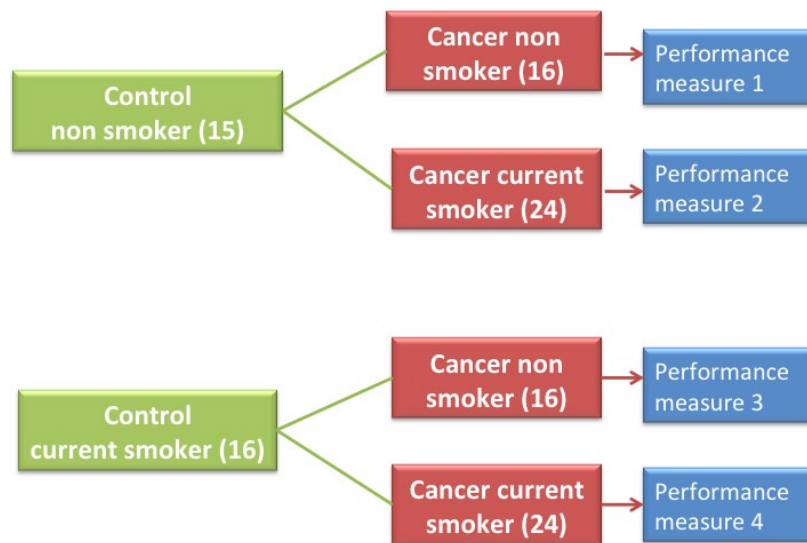 Control
non smoker (15)
Cancer non
smoker (16)
Performance
measure 1
Cancer current
smoker (24)
Performance
measure 2
Control
current smoker (16)
Cancer non
smoker (16)
Performance
measure 3
Cancer current
smoker (24)
Performance
measure 4